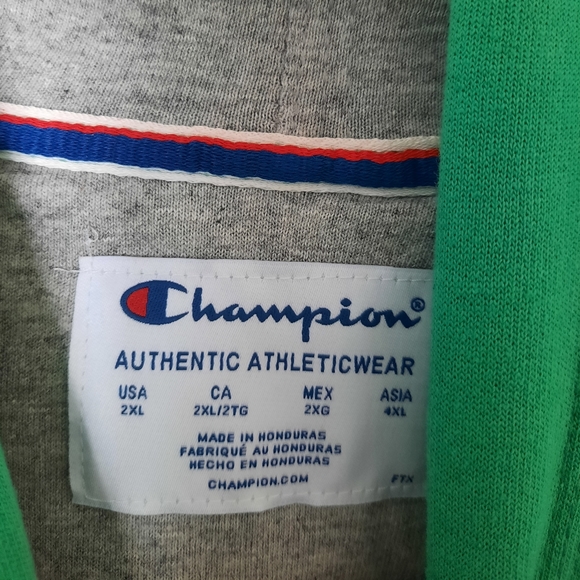 Champion®
AUTHENTIC ATHLETICWEAR
USA CA MEX ASIA
2XL 2XL/2TG 2XG 4XL
MADE IN HONDURAS
FABRIQUÉ AU HONDURAS
HECHO EN HONDURAS
CHAMPION.COM FTN